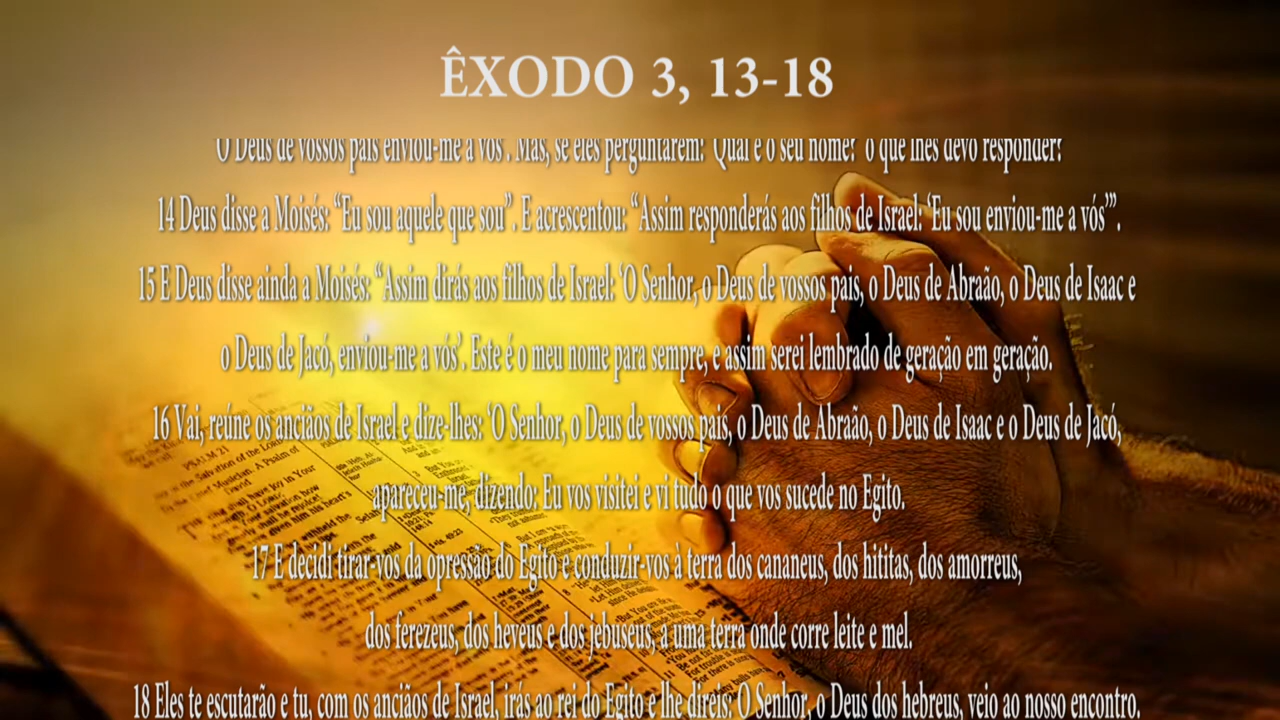 ÊXODO 3, 13-18
O Deus de vossos pais enviou-me a vós’. Mas, se eles perguntarem: ‘Qual é o seu nome?’ o que lhes devo responder?
14 Deus disse a Moisés: “Eu sou aquele que sou”. E acrescentou: “Assim responderás aos filhos de Israel: ‘Eu sou enviou-me a vós’”.
15 E Deus disse ainda a Moisés: “Assim dirás aos filhos de Israel: ‘O Senhor, o Deus de vossos pais, o Deus de Abraão, o Deus de Isaac e
o Deus de Jacó, enviou-me a vós’. Este é o meu nome para sempre, e assim serei lembrado de geração em geração.
16 Vai, reúne os anciãos de Israel e dize-lhes: ‘O Senhor, o Deus de vossos pais, o Deus de Abraão, o Deus de Isaac e o Deus de Jacó,
apareceu-me, dizendo: Eu vos visitei e vi tudo o que vos sucede no Egito.
17 E decidi tirar-vos da opressão do Egito e conduzir-vos à terra dos cananeus, dos hititas, dos amorreus,
dos ferezeus, dos heveus e dos jebuseus, a uma terra onde corre leite e mel.
18 Eles te escutarão e tu, com os anciãos de Israel, irás ao rei do Egito e lhe direis: O Senhor, o Deus dos hebreus, veio ao nosso encontro.
PSALM 21